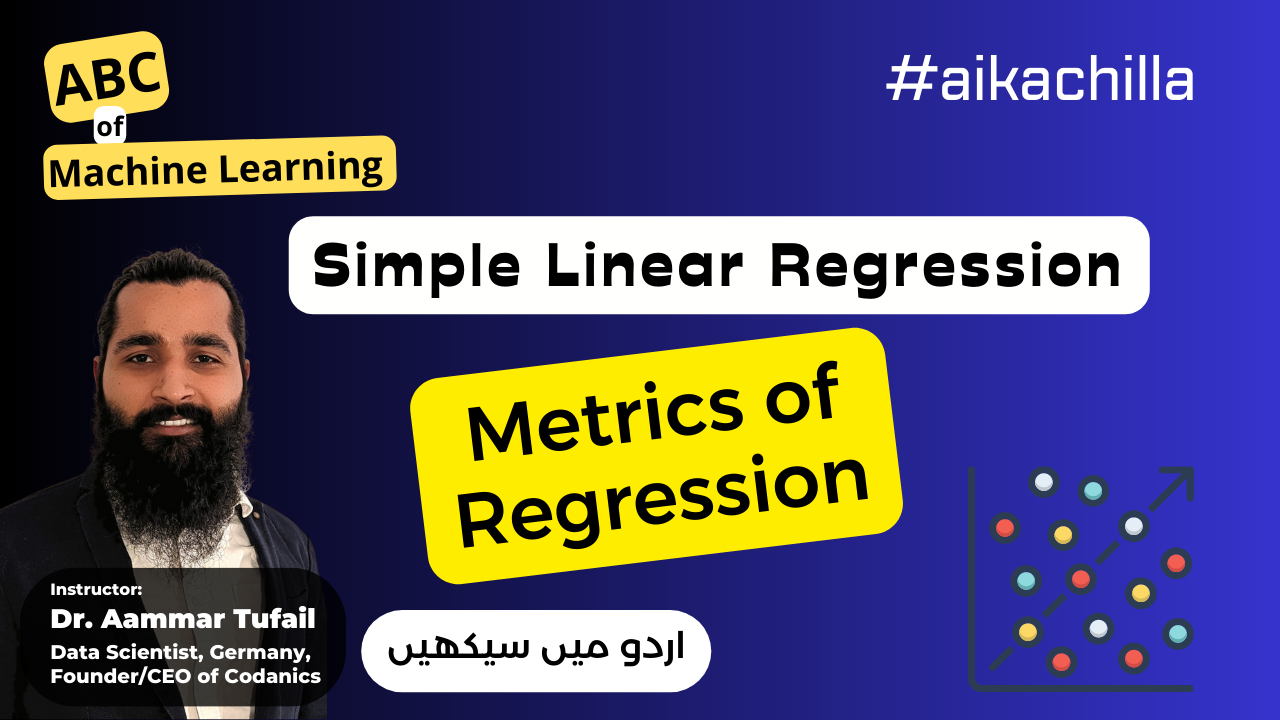 ABC
of
Machine Learning
#aikachilla
Simple Linear Regression
Metrics of
Regression
Instructor:
Dr. Aammar Tufail
Data Scientist, Germany,
Founder/CEO of Codanics
اردو میں سیکھیں